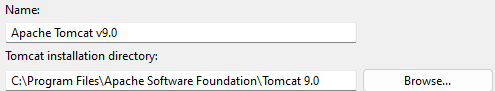 Name:
Apache Tomcat v9.0
Tomcat installation directory:
C:\Program Files\Apache Software Foundation\Tomcat 9.0
Browse...